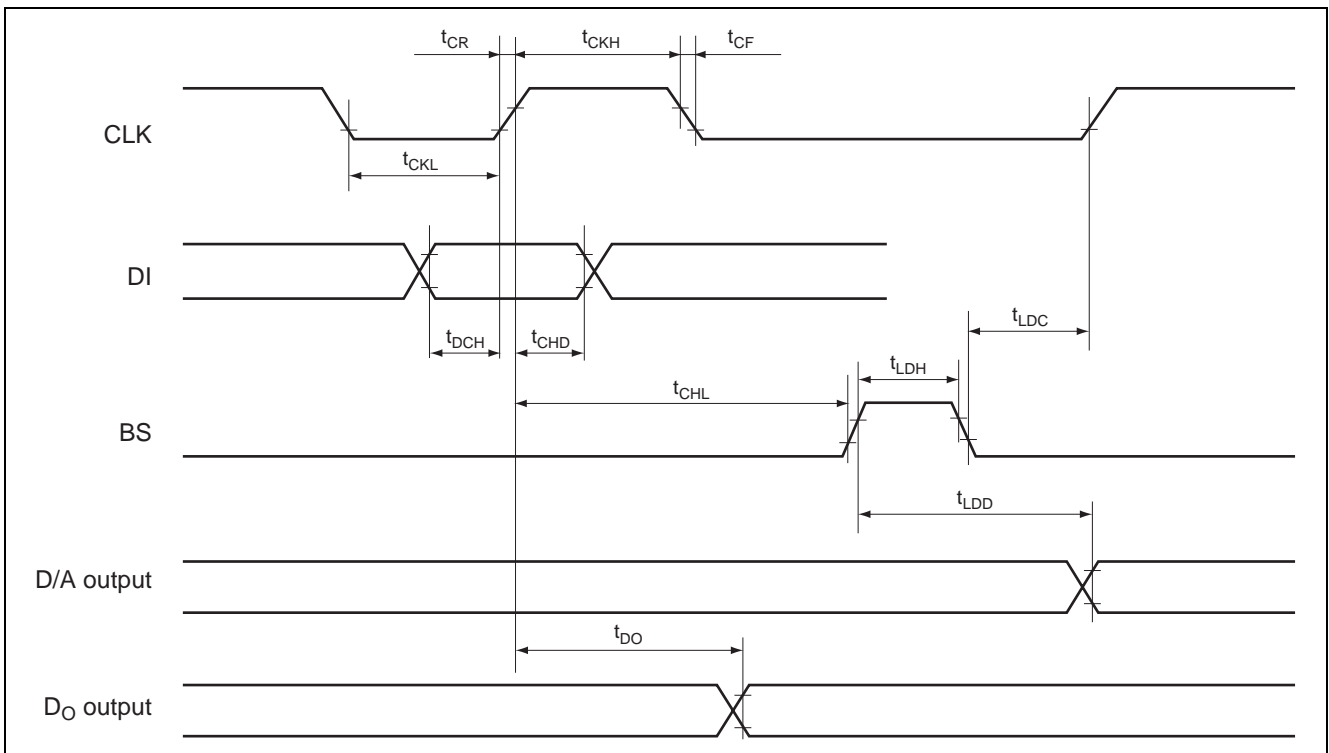 tCR
tCKH
tCF
CLK
tCKL
DI
tDCH
tCHD
tLDC
tLDH
tCHL
BS
tLDD
D/A output
tDO
DO output